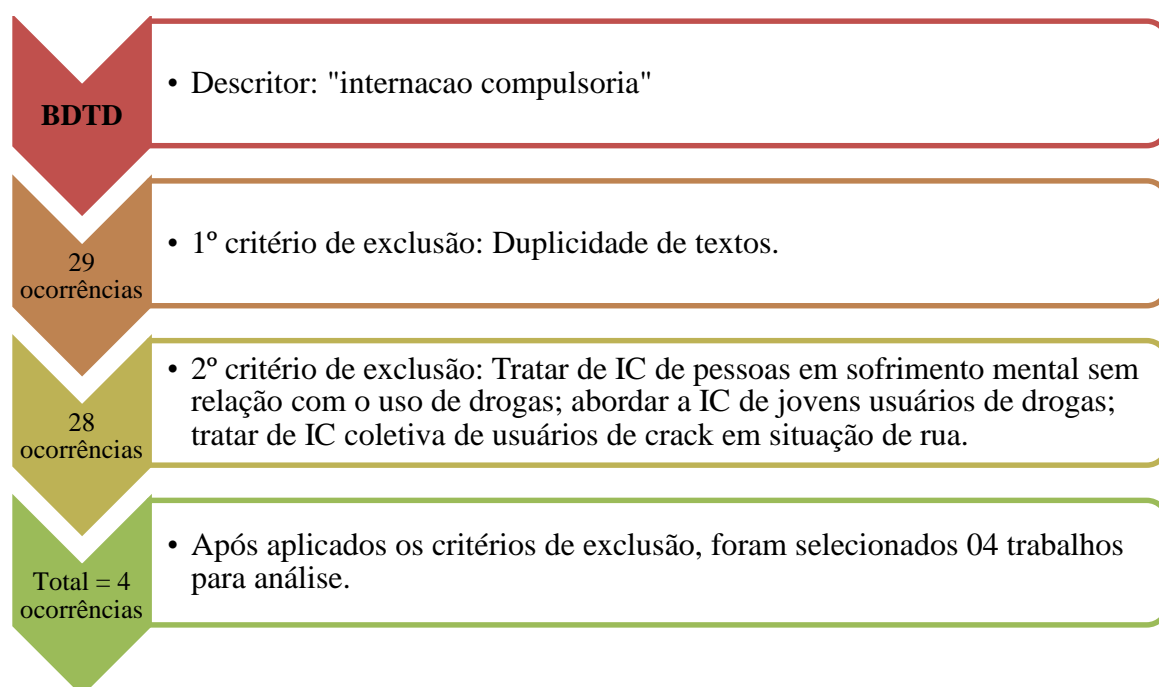 BDTD
• Descritor: "internacao compulsoria"
29
ocorrências
• 1º critério de exclusão: Duplicidade de textos.
28
ocorrências
• 2º critério de exclusão: Tratar de IC de pessoas em sofrimento mental sem
relação com o uso de drogas; abordar a IC de jovens usuários de drogas;
tratar de IC coletiva de usuários de crack em situação de rua.
Total = 4
ocorrências
• Após aplicados os critérios de exclusão, foram selecionados 04 trabalhos
para análise.